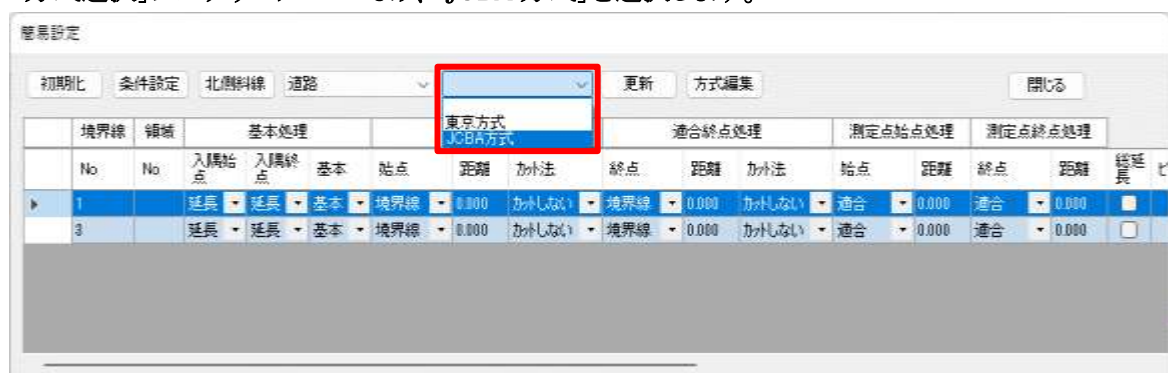 簡易設定
初期化 条件設定 北側斜線 道路 更新 方式編集 閉じる
東京方式
JCBA方式
境界線 領域 基本処理 適合終点処理 測定点始点処理 測定点終点処理
No No 入隅始点 入隅終点 基本 始点 距離 カット法 終点 距離 カット法 始点 距離 終点 距離 総延長
1 延長 延長 基本 境界線 0.000 カットしない 境界線 0.000 カットしない 適合 0.000 適合 0.000
3 延長 延長 基本 境界線 0.000 カットしない 境界線 0.000 カットしない 適合 0.000 適合 0.000